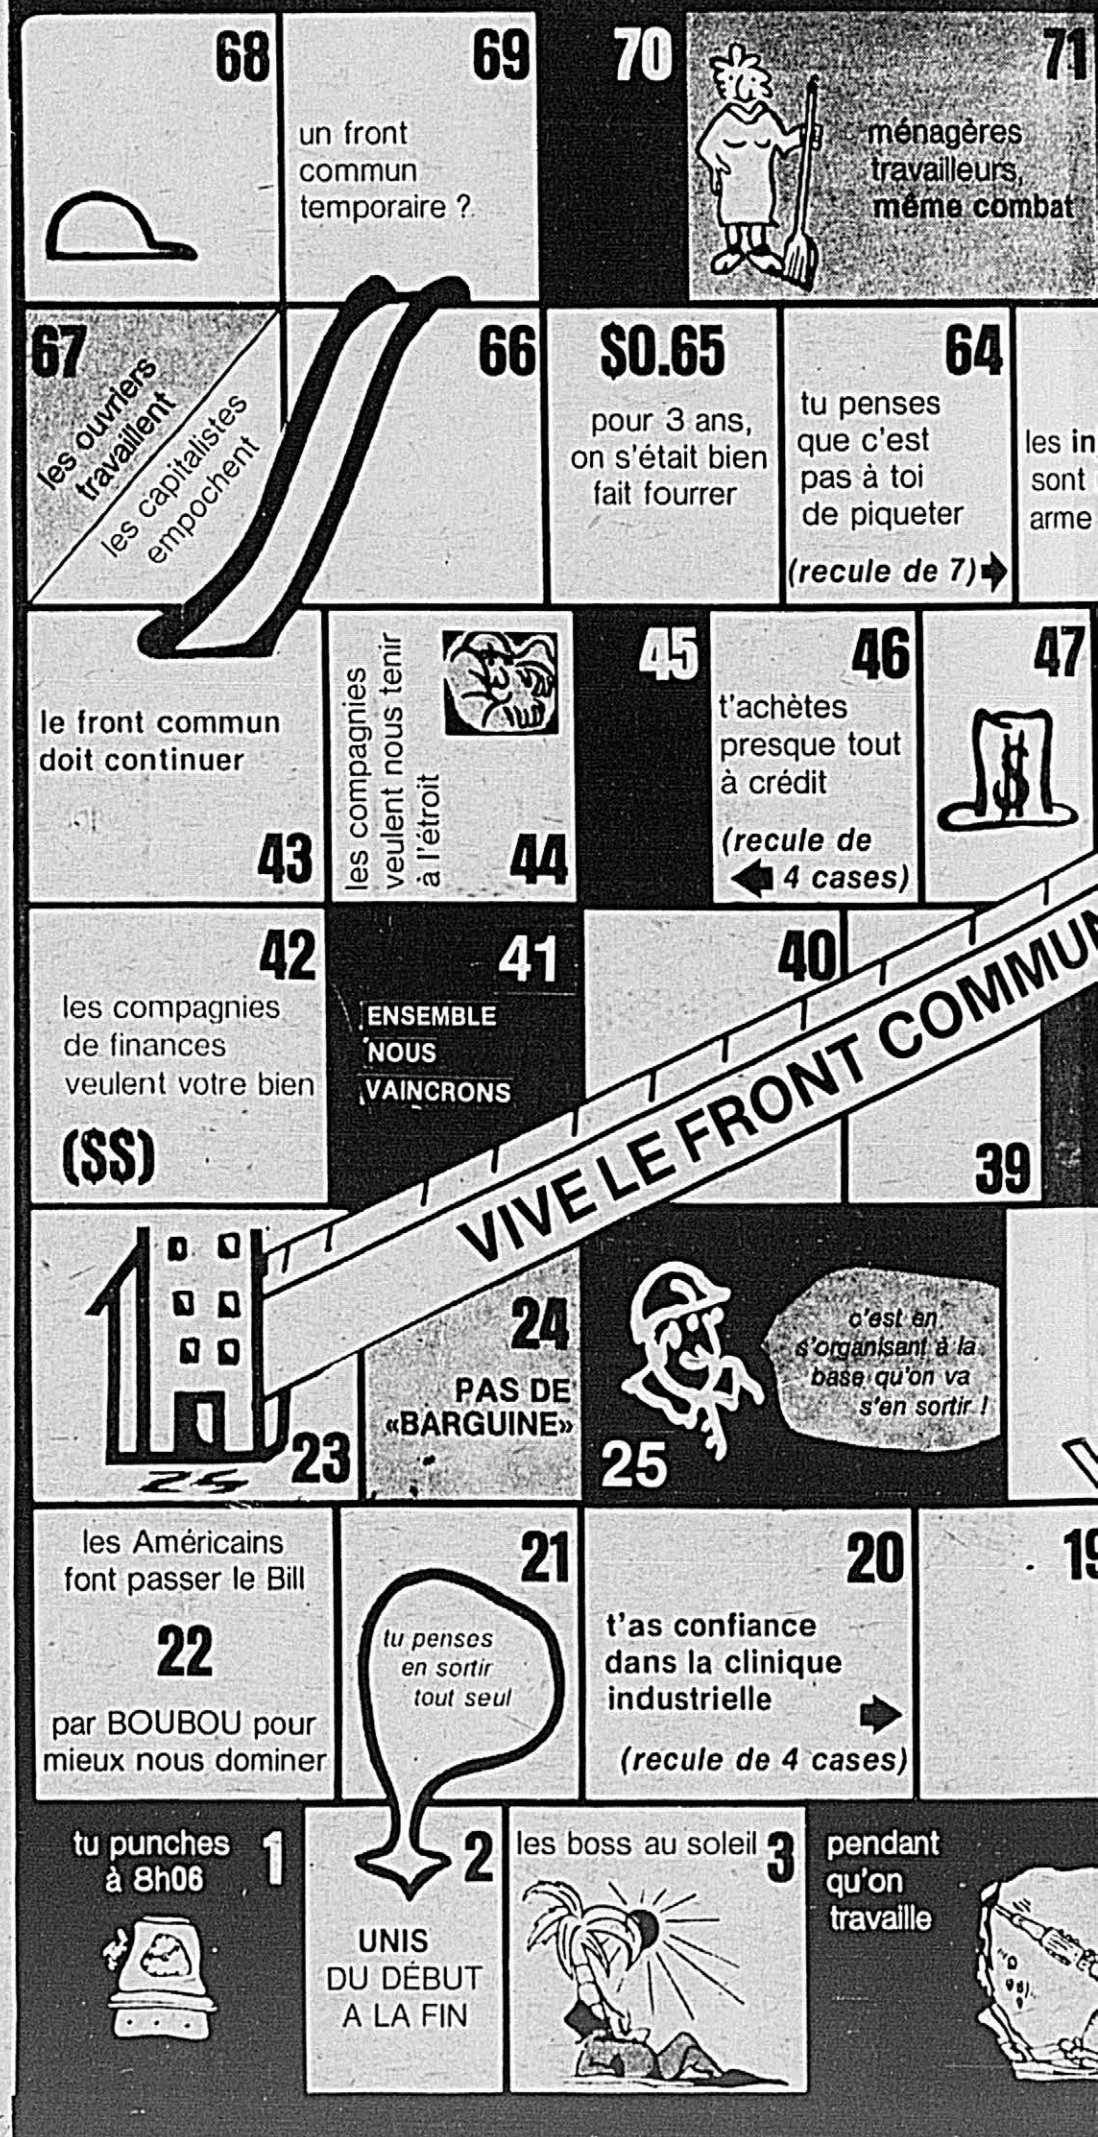 68
69
un front
commun
temporaire ?
70
71
ménagères
travailleurs,
même combat
67
les ouvriers
travaillent
les capitalistes
empochent
66
$0.65
pour 3 ans,
on s'était bien
fait fourrer
64
tu penses
que c'est
pas à toi
de piqueter
(recule de 7)
les in
sont
arme
le front commun
doit continuer
43
les compagnies
veulent nous tenir
à l'étroit
44
45
46
t'achètes
presque tout
à crédit
(recule de
4 cases)
47
$
42
les compagnies
de finances
veulent votre bien
($$)
41
ENSEMBLE
NOUS
VAINCRONS
40
39
VIVE LE FRONT COMMUN
23
24
PAS DE
«BARGUINE»
25
c'est en
s'organisant à la
base qu'on va
s'en sortir !
les Américains
font passer le Bill
22
par BOUBOU pour
mieux nous dominer
21
tu penses
en sortir
tout seul
20
t'as confiance
dans la clinique
industrielle
(recule de 4 cases)
19
tu punches
à 8h06
1
2
UNIS
DU DÉBUT
A LA FIN
les boss au soleil
3
pendant
qu'on
travaille